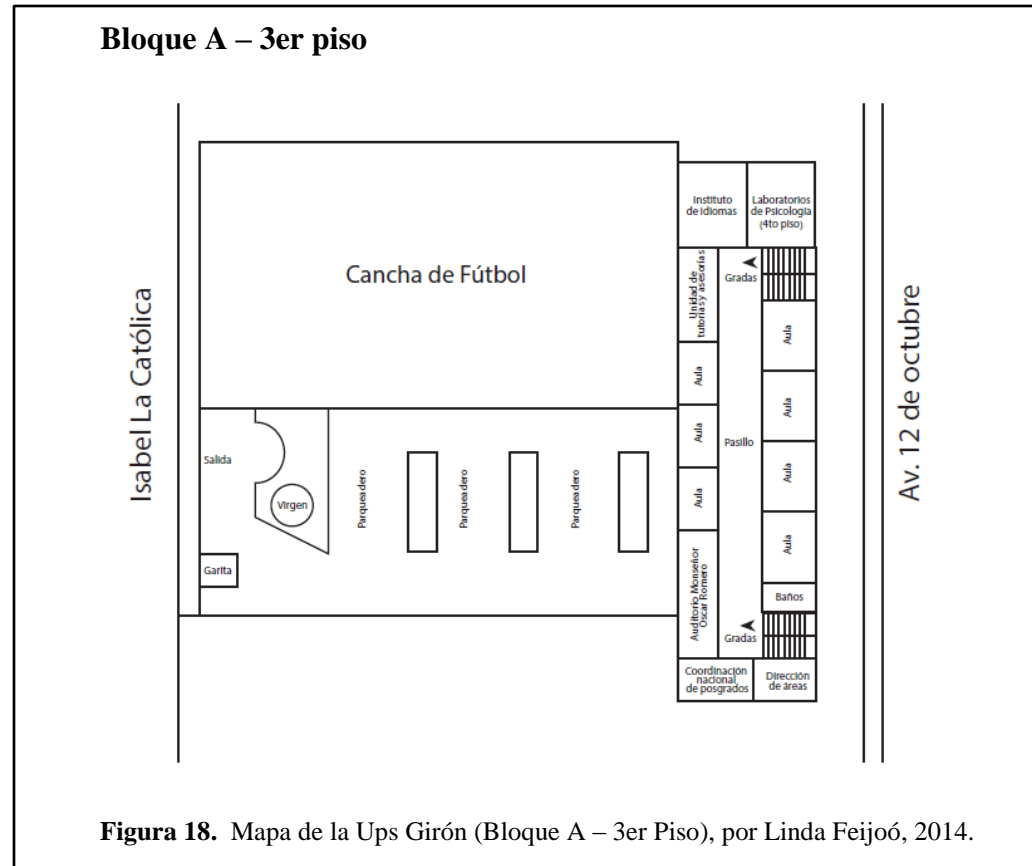 Bloque A – 3er piso
Instituto
de Idiomas
Laboratorios
de Psicología
(4to piso)
Cancha de Fútbol
Unidad de
tutorías y asesorías
Gradas
Aula
Aula
Aula
Aula
Pasillo
Aula
Aula
Aula
Isabel La Católica
Av. 12 de octubre
Salida
Virgen
Parqueadero
Parqueadero
Parqueadero
Garita
Auditorio Monseñor
Oscar Romero
Baños
Gradas
Coordinación
nacional
de posgrados
Dirección
de áreas
Figura 18. Mapa de la Ups Girón (Bloque A – 3er Piso), por Linda Feijoó, 2014.